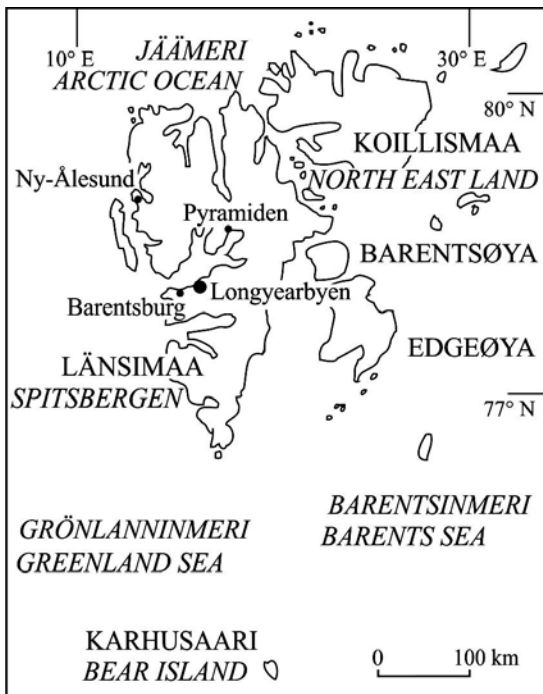 10° E
30° E
JÄÄMERI
ARCTIC OCEAN
80° N
KOILLISMAA
NORTH EAST LAND
Ny-Ålesund
Pyramiden
BARENTSØYA
Longyearbyen
Barentsburg
EDGEØYA
LÄNSIMAA
SPITSBERGEN
77° N
BARENTSINMERI
BARENTS SEA
GRÖNLANNINMERI
GREENLAND SEA
KARHUSAARI
BEAR ISLAND
0 100 km